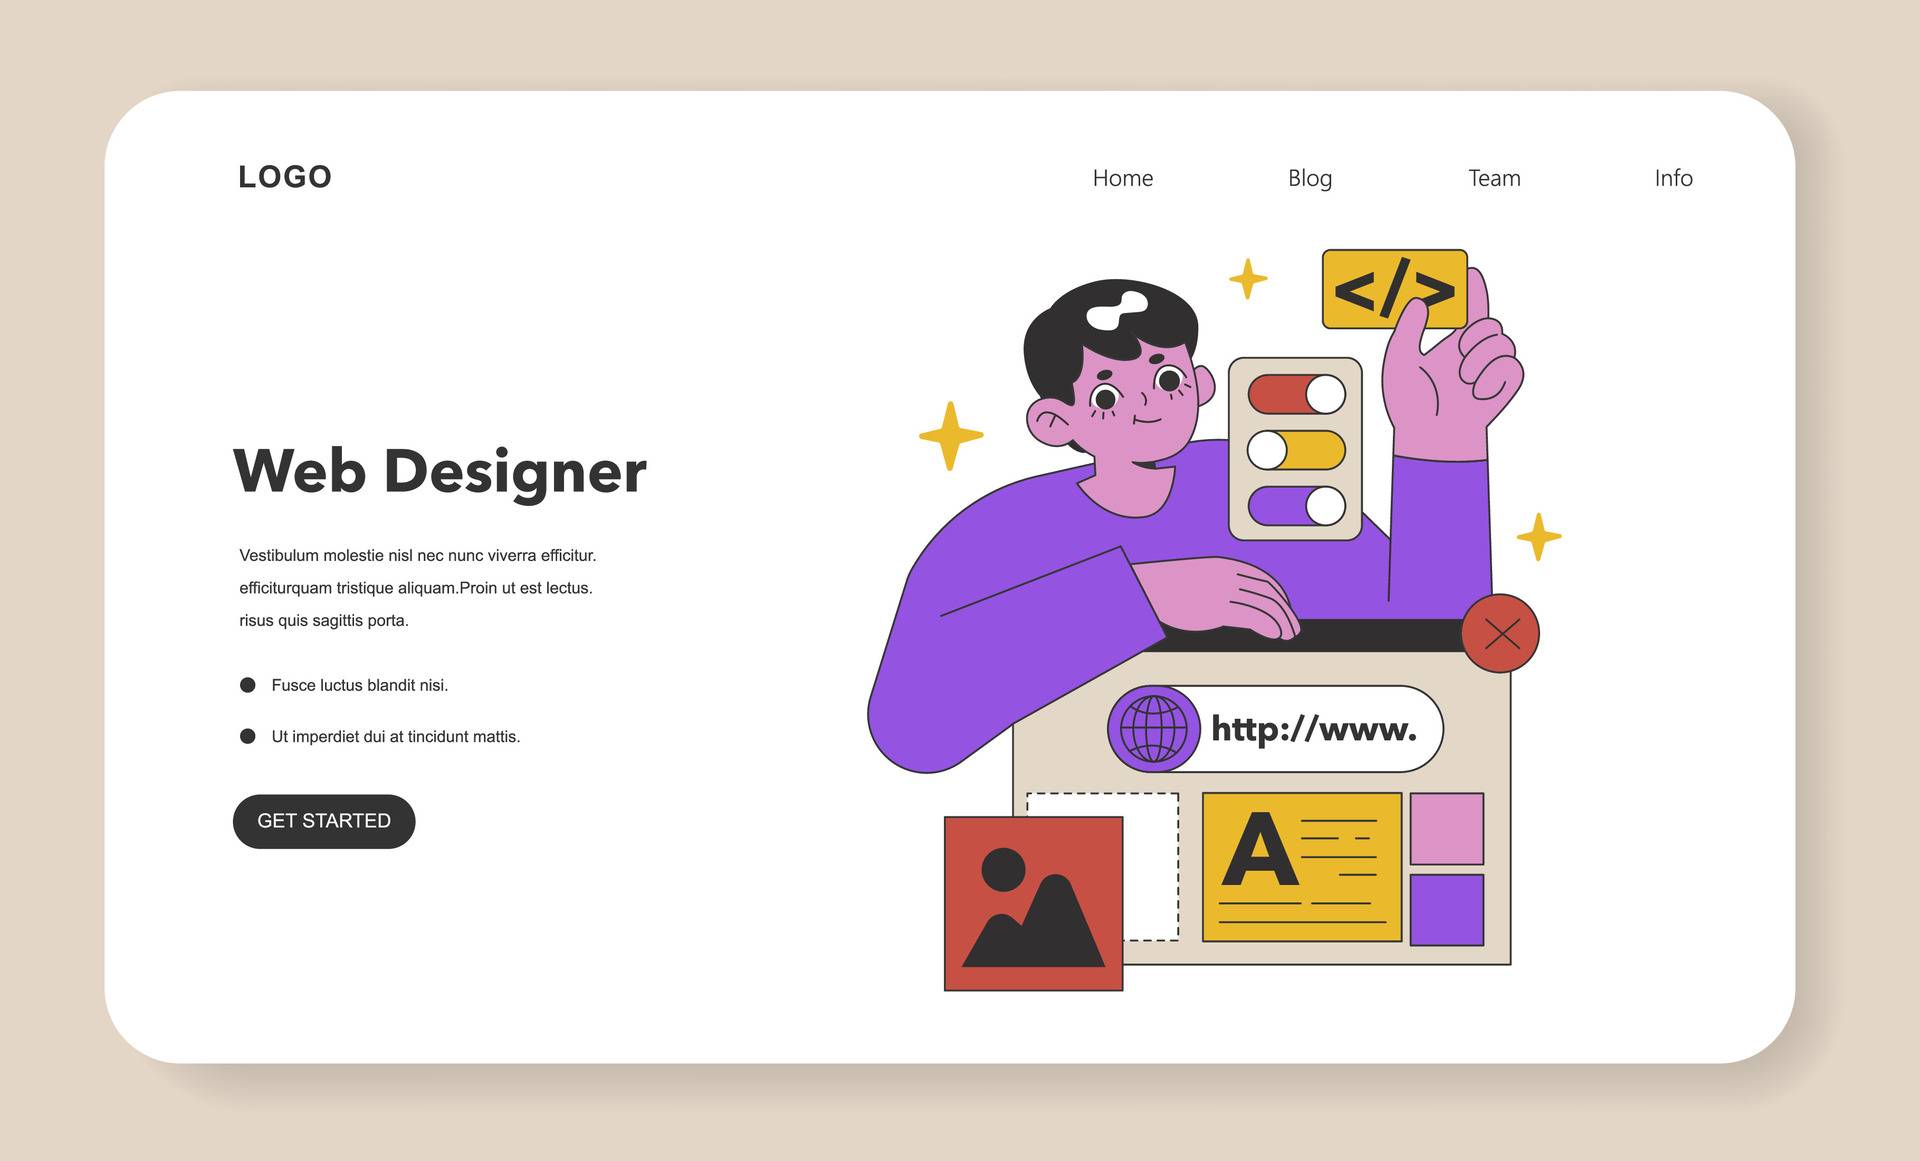 LOGO
Home Blog Team Info
</>
Web Designer
Vestibulum molestie nisl nec nunc viverra efficitur.
efficiturquam tristique aliquam.Proin ut est lectus.
risus quis sagittis porta.
Fusce luctus blandit nisi.
Ut imperdiet dui at tincidunt mattis.
GET STARTED
http://www.
A